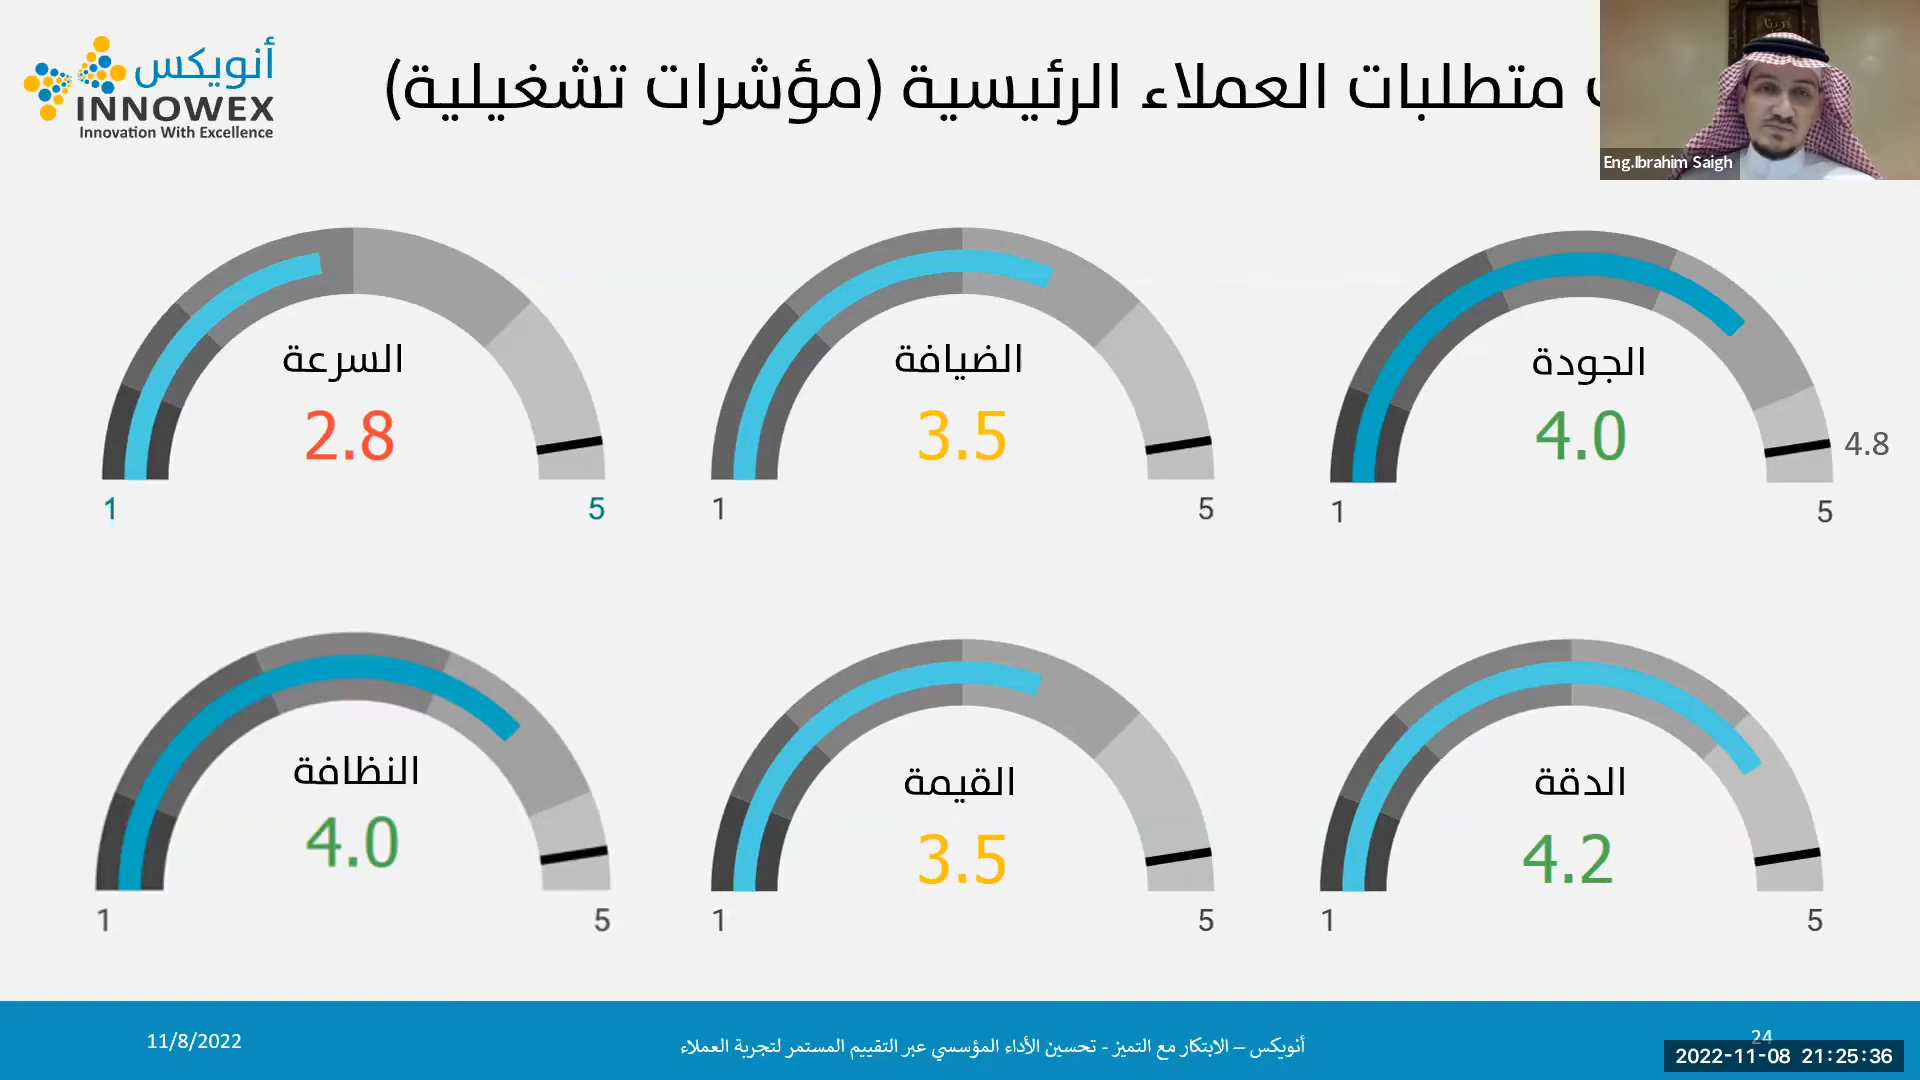 أنويكس
INNOWEX
Innovation With Excellence
متطلبات العملاء الرئيسية (مؤشرات تشغيلية)
Eng.Ibrahim Saigh
الجودة
4.0
1
5
4.8
الضيافة
3.5
1
5
السرعة
2.8
1
5
الدقة
4.2
1
5
القيمة
3.5
1
5
النظافة
4.0
1
5
11/8/2022
أنويكس – الابتكار مع التميز - تحسين الأداء المؤسسي عبر التقييم المستمر لتجربة العملاء
24
2022-11-08 21:25:36